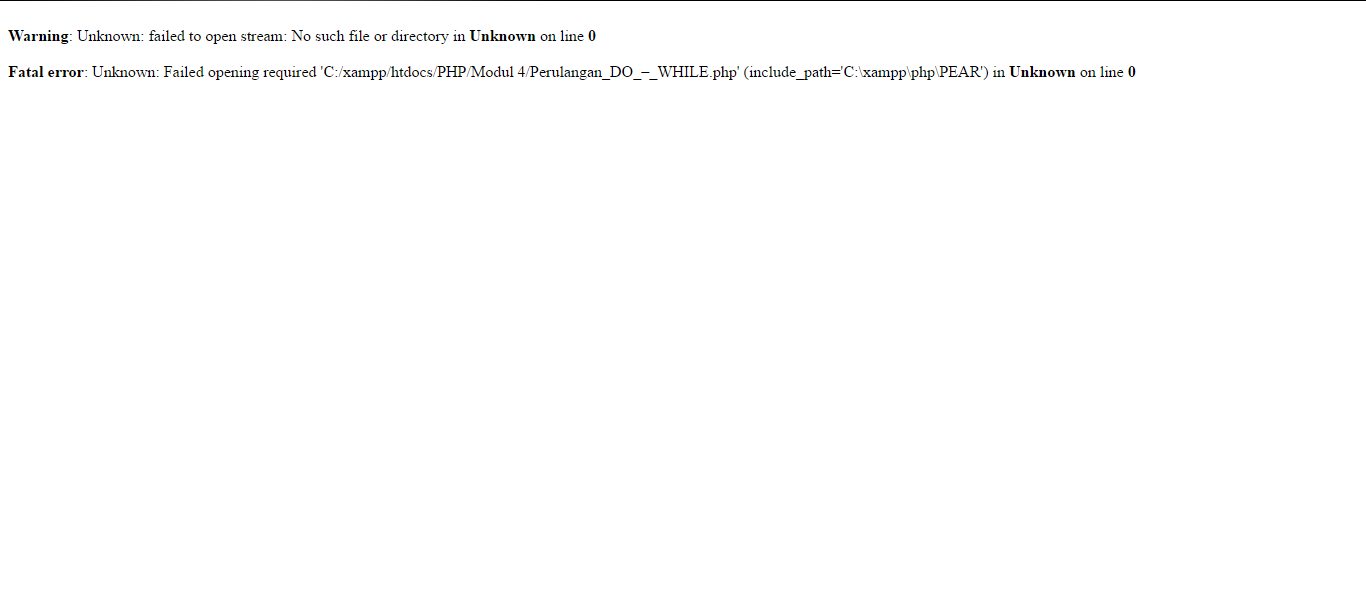 Warning: Unknown: failed to open stream: No such file or directory in Unknown on line 0
Fatal error: Unknown: Failed opening required 'C:/xampp/htdocs/PHP/Modul 4/Perulangan_DO_–_WHILE.php' (include_path='C:\xampp\php\PEAR') in Unknown on line 0